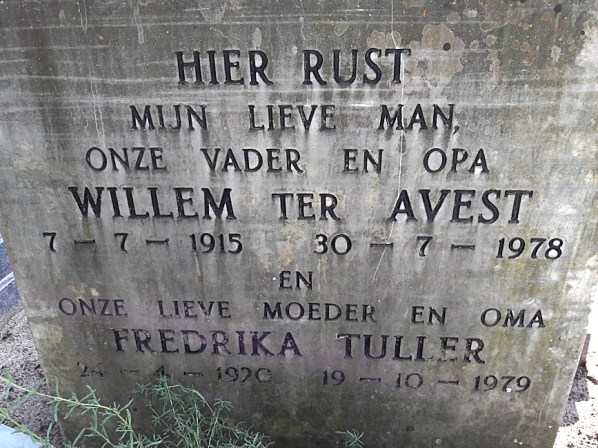 HIER RUST
MIJN LIEVE MAN,
ONZE VADER EN OPA
WILLEM TER AVEST
7 - 7 - 1915 30 - 7 - 1978
EN
ONZE LIEVE MOEDER EN OMA
FREDRIKA TULLER
24 - 4 - 1920 19 - 10 - 1979